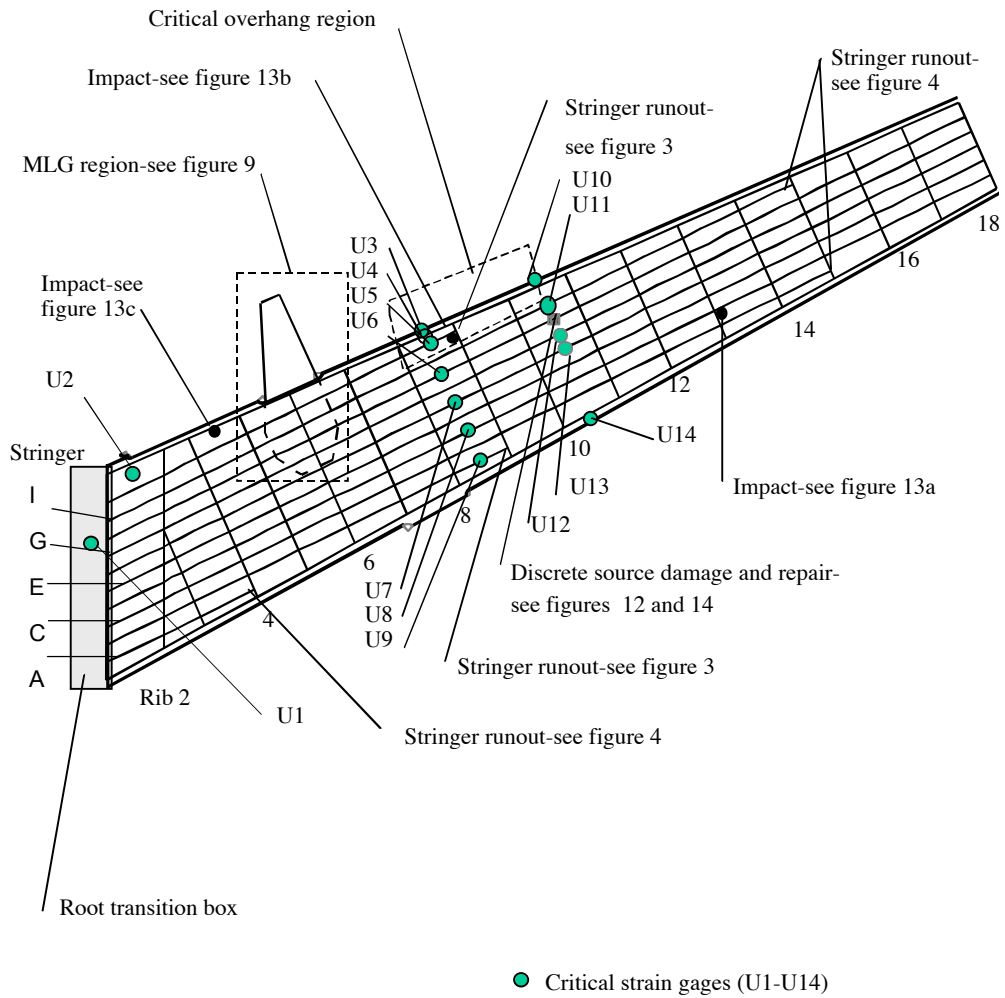 Critical overhang region
Impact-see figure 13b
MLG region-see figure 9
Stringer runout-
see figure 3
Stringer runout-
see figure 4
U10
U11
U3
U4
U5
U6
Impact-see
figure 13c
U2
Stringer
I
G
E
C
A
18
16
14
12
10
8
6
4
Rib 2
U14
U13
U12
Impact-see figure 13a
U7
U8
U9
Discrete source damage and repair-
see figures 12 and 14
Stringer runout-see figure 3
U1
Stringer runout-see figure 4
Root transition box
Critical strain gages (U1-U14)